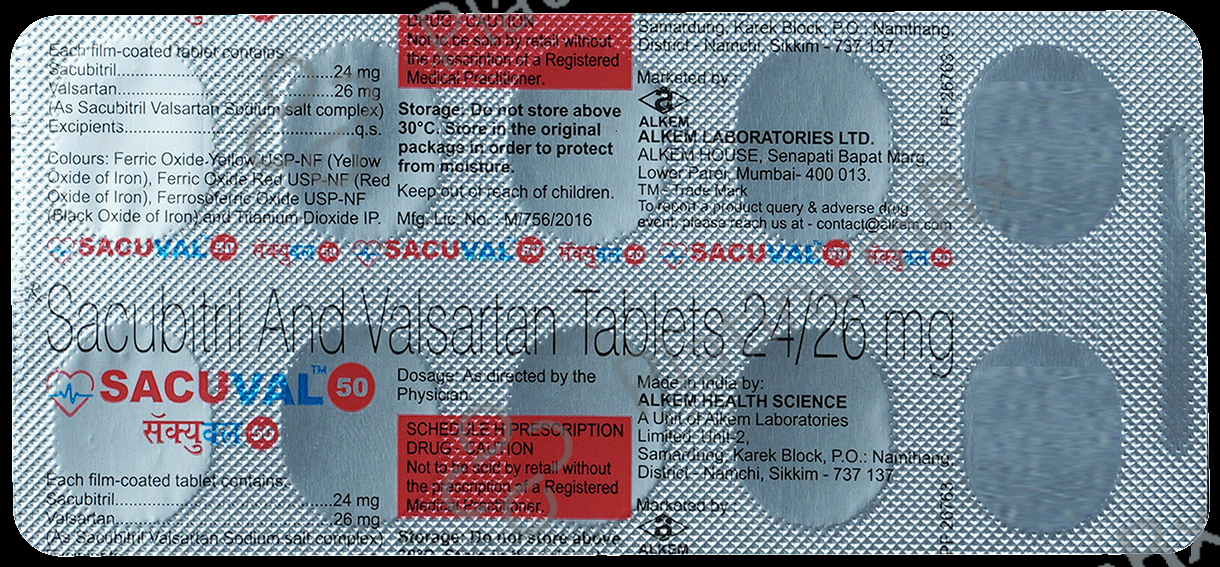 Each film-coated tablet contains:
Sacubitril..........................................24 mg
Valsartan..........................................26 mg
(As Sacubitril Valsartan Sodium salt complex)
Excipients..........................................q.s.
Colours: Ferric Oxide Yellow USP-NF (Yellow
Oxide of Iron), Ferric Oxide Red USP-NF (Red
Oxide of Iron), Ferrosoferric Oxide USP-NF
(Black Oxide of Iron) and Titanium Dioxide IP.
DRUG - CAUTION
Not to be sold by retail without
the prescription of a Registered
Medical Practitioner.
Storage: Do not store above
30°C. Store in the original
package in order to protect
from moisture.
Keep out of reach of children.
Mfg. Lic. No. : M/756/2016
Samardung, Karek Block, P.O.: Namthang,
District - Namchi, Sikkim - 737 137.
Marketed by :
ALKEM
ALKEM LABORATORIES LTD.
ALKEM HOUSE, Senapati Bapat Marg,
Lower Parel, Mumbai- 400 013.
TM - Trade Mark
To report a product query & adverse drug
event, please reach us at - contact@alkem.com
PF 26763
SACUVAL™ 50 सॅक्युवल 50 SACUVAL™ 50 सॅक्युवल 50 SACUVAL™ 50 सॅक्युवल 50
Rx
Sacubitril And Valsartan Tablets 24/26 mg
SACUVAL™ 50
सॅक्युवल 50
Each film-coated tablet contains:
Sacubitril..........................................24 mg
Valsartan..........................................26 mg
(As Sacubitril Valsartan Sodium salt complex)
Dosage: As directed by the
Physician.
SCHEDULE H PRESCRIPTION
DRUG - CAUTION
Not to be sold by retail without
the prescription of a Registered
Medical Practitioner.
Storage: Do not store above
Made in India by:
ALKEM HEALTH SCIENCE
A Unit of Alkem Laboratories
Limited, Unit-2,
Samardung, Karek Block, P.O.: Namthang,
District - Namchi, Sikkim - 737 137.
Marketed by :
ALKEM
PF 26763